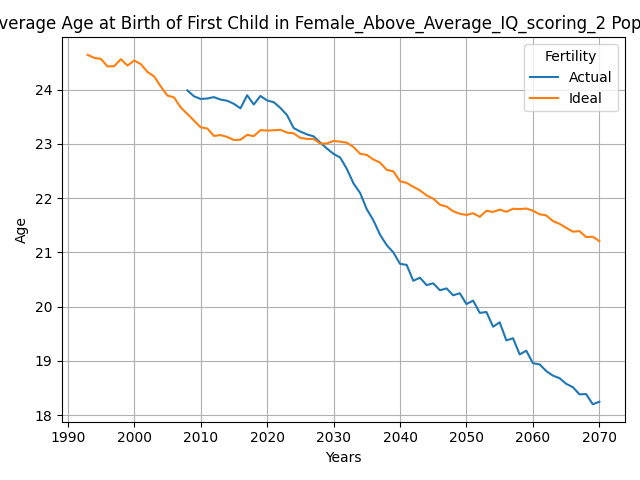 verage Age at Birth of First Child in Female_Above_Average_IQ_scoring_2 Pop
Fertility
Actual
Ideal
24
23
22
21
20
19
18
Age
1990 2000 2010 2020 2030 2040 2050 2060 2070
Years